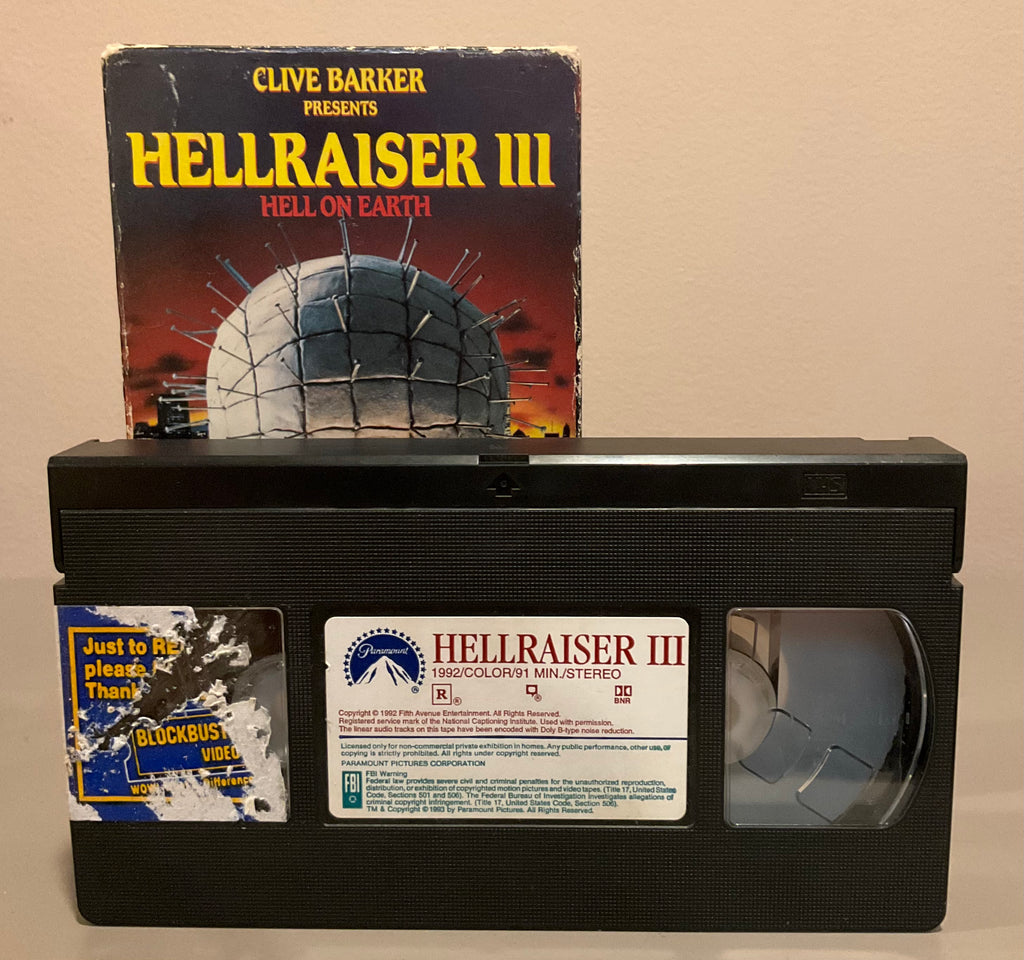 CLIVE BARKER
PRESENTS
HELLRAISER III
HELL ON EARTH
VHS
Just to RE
please
Than
BLOCKBUST
VIDEO
WOW
ifferenc
Paramount
®
HELLRAISER III
1992/COLOR/91 MIN./STEREO
R ® ® BNR
Copyright © 1992 Fifth Avenue Entertainment. All Rights Reserved.
Registered service mark of the National Captioning Institute. Used with permission.
The linear audio tracks on this tape have been encoded with Doly B-type noise reduction.
Licensed only for non-commercial private exhibition in homes. Any public performance, other use, or
copying is strictly prohibited. All rights under copyright reserved.
PARAMOUNT PICTURES CORPORATION
FBI
FBI Warning
Federal law provides severe civil and criminal penalties for the unauthorized reproduction,
distribution, or exhibition of copyrighted motion pictures and video tapes. (Title 17, United States
Code, Sections 501 and 506). The Federal Bureau of Investigation investigates allegations of
criminal copyright infringement. (Title 17, United States Code, Section 506).
TM & Copyright © 1993 by Paramount Pictures. All Rights Reserved.